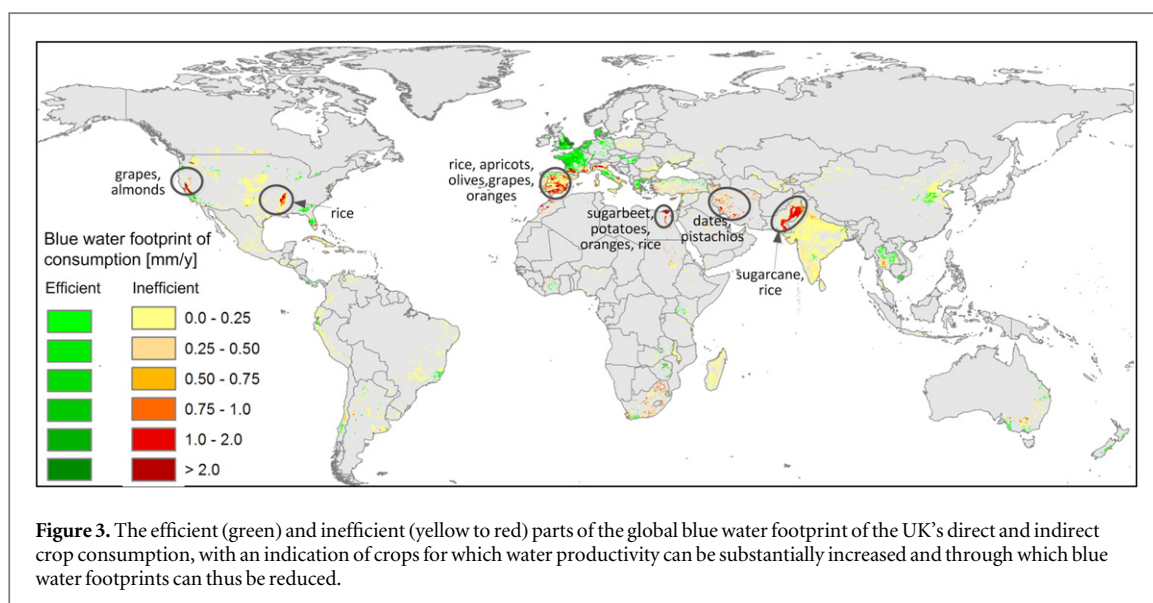 grapes,
almonds
rice
rice, apricots,
olives,grapes,
oranges
sugarbeet,
potatoes,
oranges, rice
dates,
pistachios
sugarcane,
rice
Blue water footprint of
consumption [mm/y]
Efficient Inefficient
0.0 - 0.25
0.25 - 0.50
0.50 - 0.75
0.75 - 1.0
1.0 - 2.0
> 2.0
Figure 3. The efficient (green) and inefficient (yellow to red) parts of the global blue water footprint of the UK's direct and indirect
crop consumption, with an indication of crops for which water productivity can be substantially increased and through which blue
water footprints can thus be reduced.